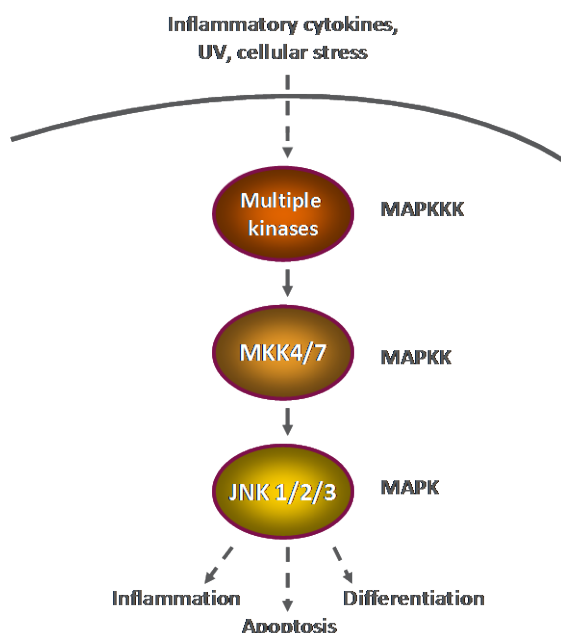 Inflammatory cytokines,
UV, cellular stress
Multiple
kinases
MAPKKK
MKK4/7
MAPKK
JNK 1/2/3
MAPK
Inflammation
Differentiation
Apoptosis